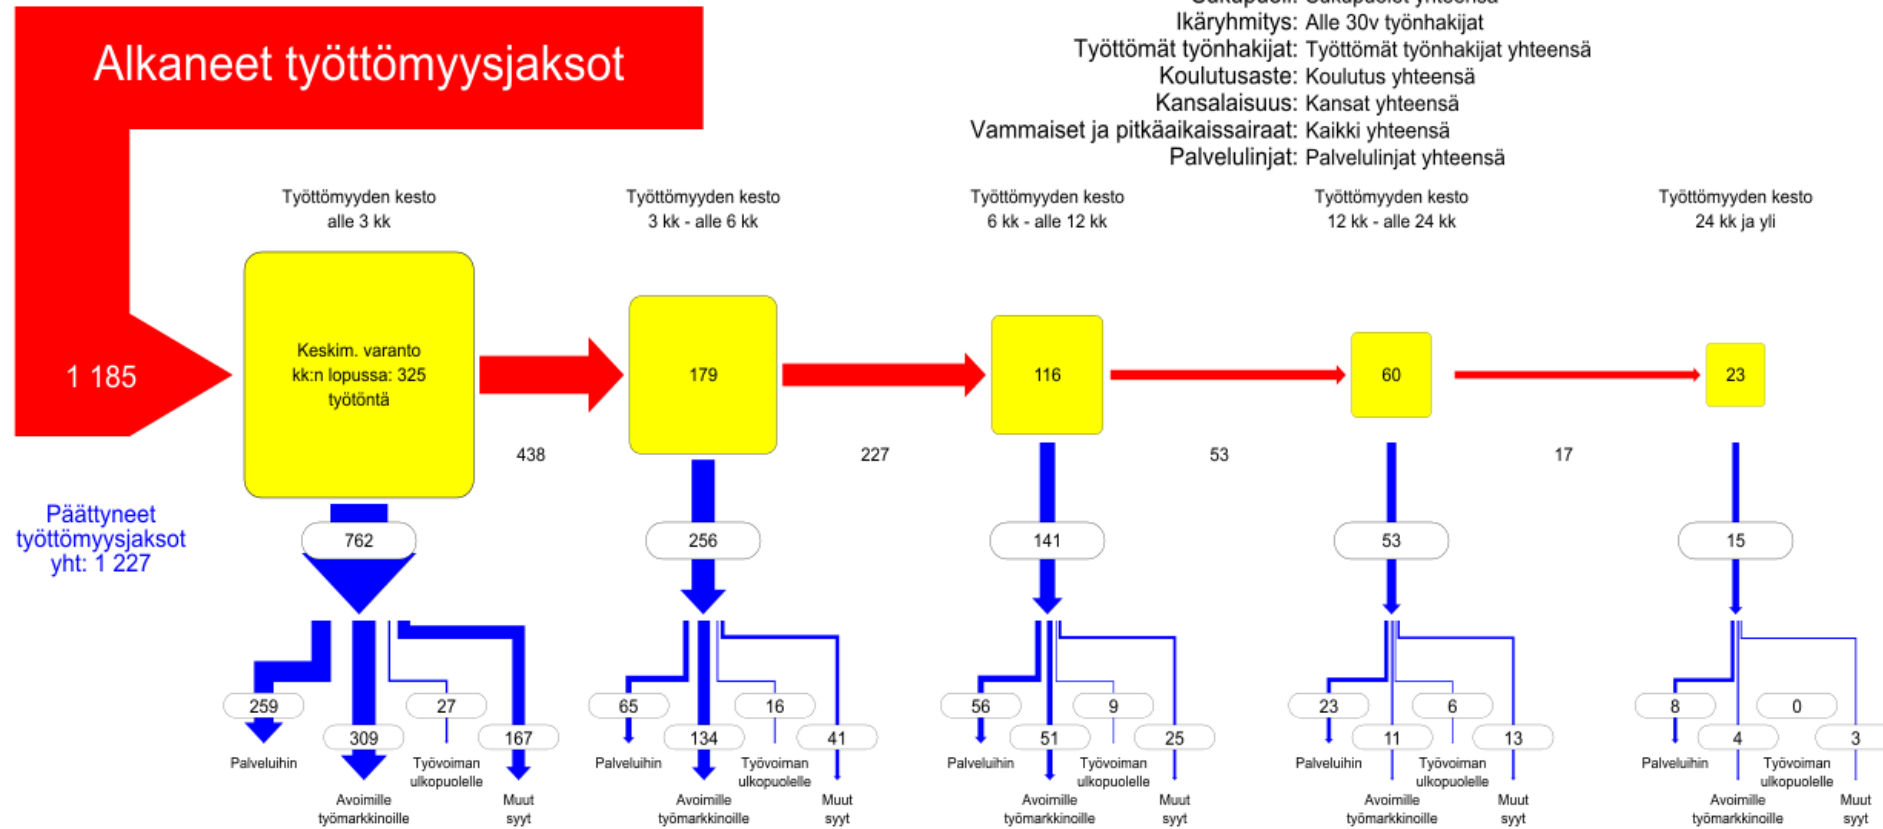 Sukupuoli: Sukupuolet yhteensä
Ikäryhmitys: Alle 30v työnhakijat
Työttömät työnhakijat: Työttömät työnhakijat yhteensä
Koulutusaste: Koulutus yhteensä
Kansalaisuus: Kansat yhteensä
Vammaiset ja pitkäaikaissairaat: Kaikki yhteensä
Palvelulinjat: Palvelulinjat yhteensä
Alkaneet työttömyysjaksot
Työttömyyden kesto
alle 3 kk
Työttömyyden kesto
3 kk - alle 6 kk
Työttömyyden kesto
6 kk - alle 12 kk
Työttömyyden kesto
12 kk - alle 24 kk
Työttömyyden kesto
24 kk ja yli
1 185
Keskim. varanto
kk:n lopussa: 325
työtöntä
179
116
60
23
438
227
53
17
Päättyneet
työttömyysjaksot
yht: 1 227
762
256
141
53
15
259
309
27
167
Palveluihin
Avoimille
työmarkkinoille
Työvoiman
ulkopuolelle
Muut
syyt
65
134
16
41
Palveluihin
Avoimille
työmarkkinoille
Työvoiman
ulkopuolelle
Muut
syyt
56
51
9
25
Palveluihin
Avoimille
työmarkkinoille
Työvoiman
ulkopuolelle
Muut
syyt
23
11
6
13
Palveluihin
Avoimille
työmarkkinoille
Työvoiman
ulkopuolelle
Muut
syyt
8
4
0
3
Palveluihin
Avoimille
työmarkkinoille
Työvoiman
ulkopuolelle
Muut
syyt